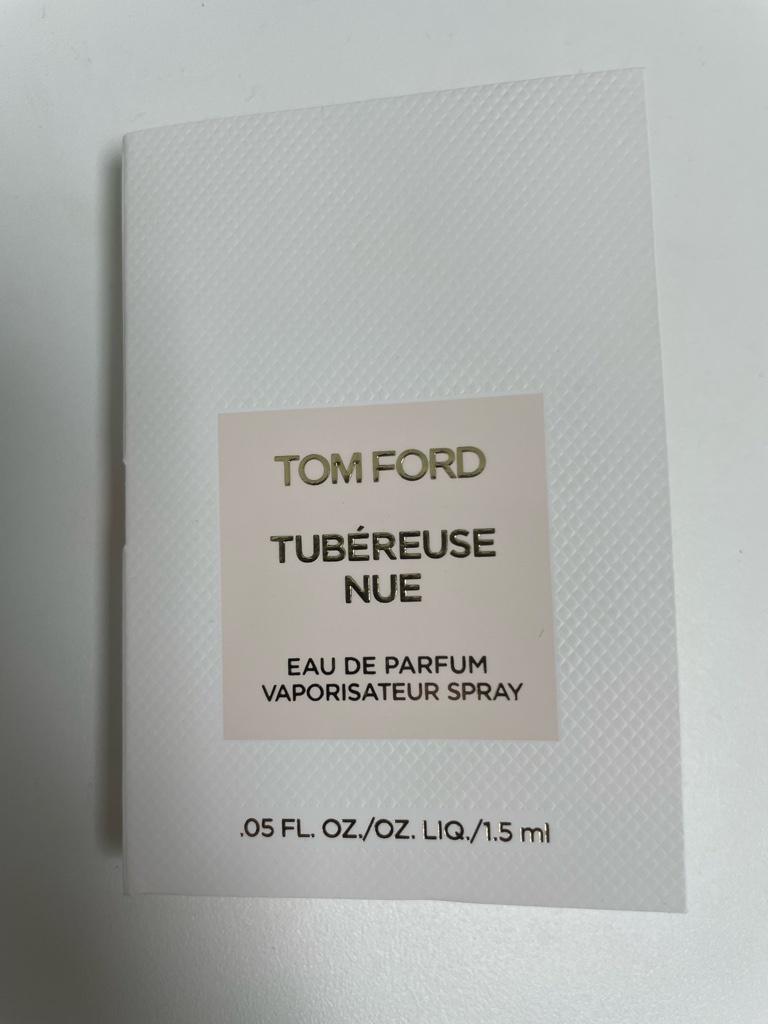 TOM FORD
TUBÉREUSE
NUE
EAU DE PARFUM
VAPORISATEUR SPRAY
.05 FL. OZ./OZ. LIQ./1.5 ml